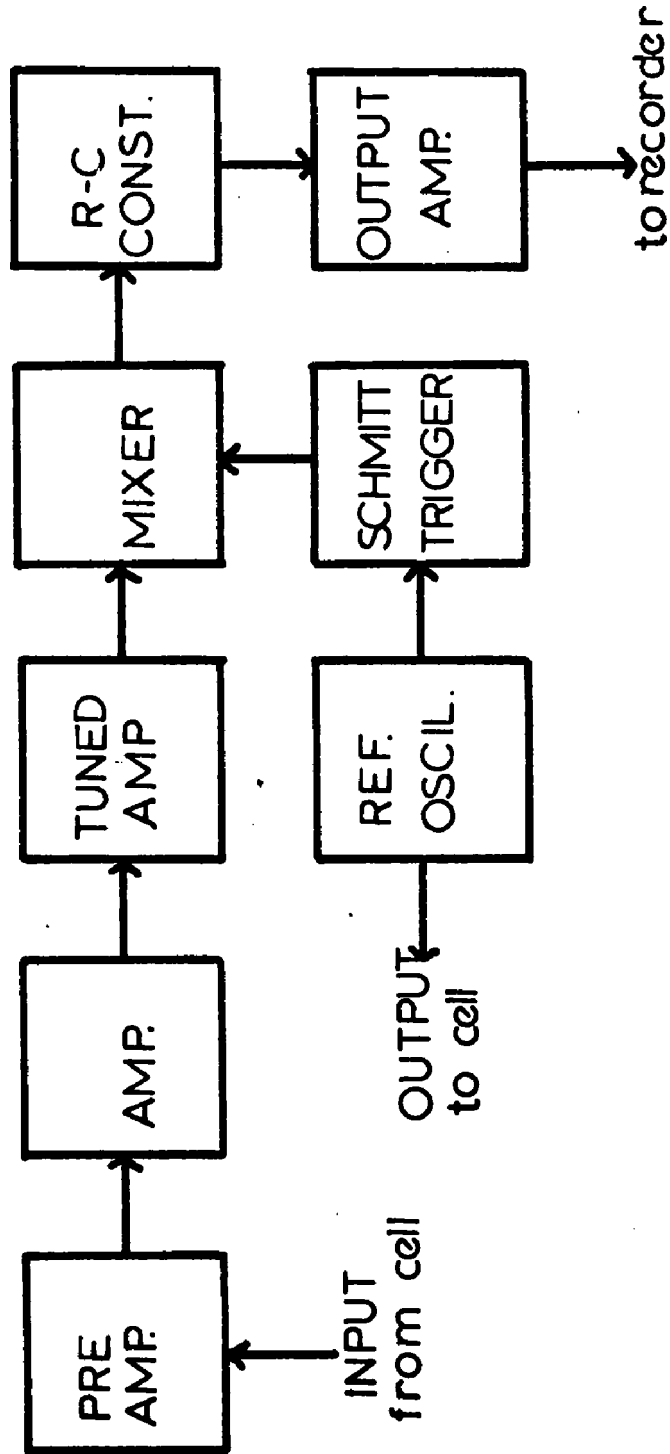 PRE
AMP.
AMP.
TUNED
AMP
MIXER
R-C
CONST.
INPUT
from cell
OUTPUT
to cell
REF.
OSCIL.
SCHMITT
TRIGGER
OUTPUT
AMP.
to recorder